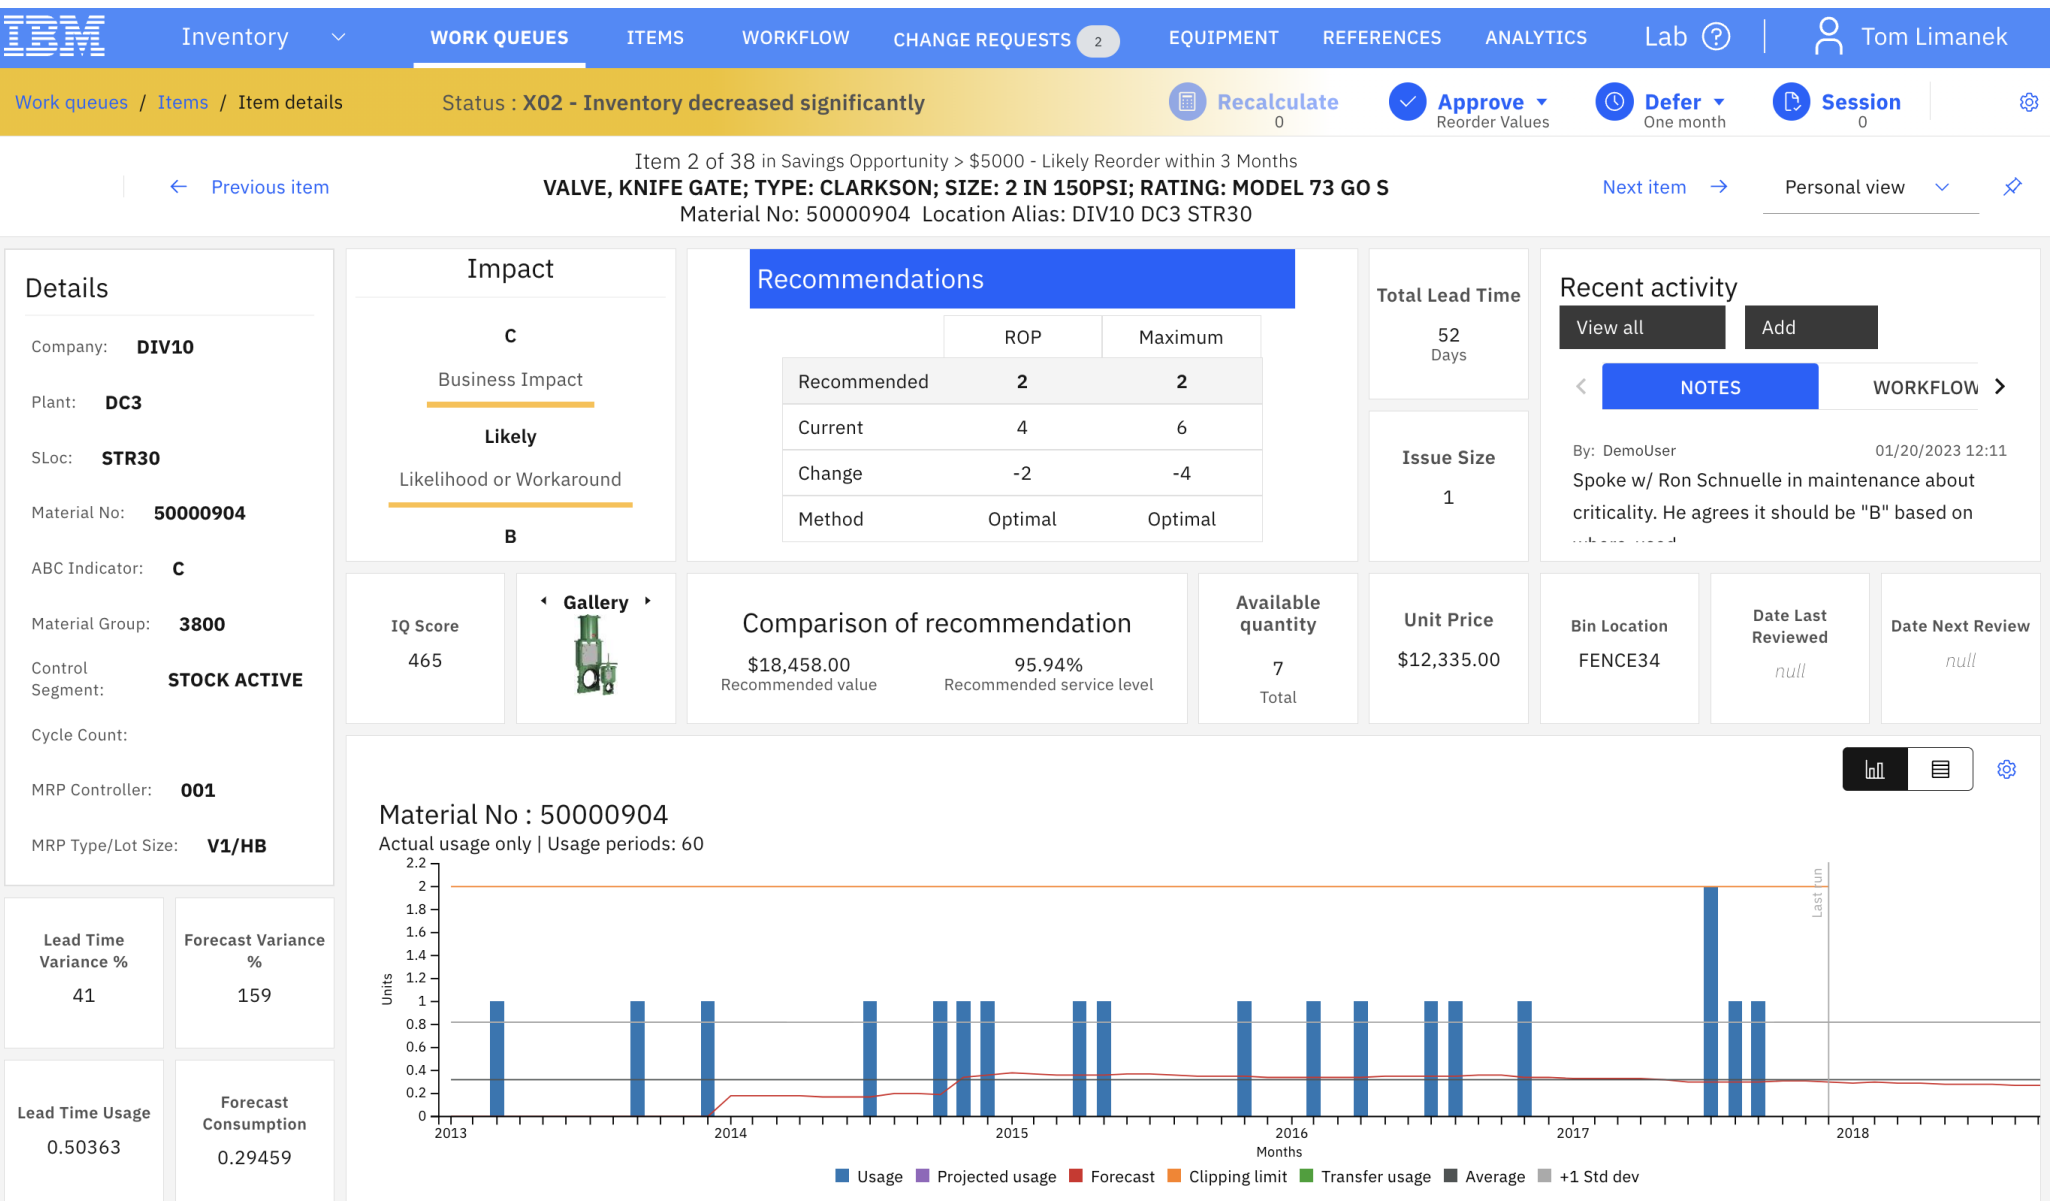 IBM
Inventory
WORK QUEUES
ITEMS
WORKFLOW
CHANGE REQUESTS 2
EQUIPMENT
REFERENCES
ANALYTICS
Lab
Tom Limanek
Work queues / Items / Item details
Status : X02 - Inventory decreased significantly
Recalculate
0
Approve
Reorder Values
Defer
One month
Session
0
Previous item
Item 2 of 38 in Savings Opportunity > $5000 - Likely Reorder within 3 Months
VALVE, KNIFE GATE; TYPE: CLARKSON; SIZE: 2 IN 150PSI; RATING: MODEL 73 GO S
Material No: 50000904 Location Alias: DIV10 DC3 STR30
Next item
Personal view
Details
Company: DIV10
Plant: DC3
SLoc: STR30
Material No: 50000904
ABC Indicator: C
Material Group: 3800
Control
Segment: STOCK ACTIVE
Cycle Count:
MRP Controller: 001
MRP Type/Lot Size: V1/HB
Impact
C
Business Impact
Likely
Likelihood or Workaround
B
Recommendations
ROP Maximum
Recommended 2 2
Current 4 6
Change -2 -4
Method Optimal Optimal
Total Lead Time
52
Days
Issue Size
1
Recent activity
View all
Add
NOTES
WORKFLOW
By: DemoUser 01/20/2023 12:11
Spoke w/ Ron Schnuelle in maintenance about
criticality. He agrees it should be "B" based on
IQ Score
465
Gallery
Comparison of recommendation
$18,458.00
Recommended value
95.94%
Recommended service level
Available
quantity
7
Total
Unit Price
$12,335.00
Bin Location
FENCE34
Date Last
Reviewed
null
Date Next Review
null
Lead Time
Variance %
41
Forecast Variance
%
159
Lead Time Usage
0.50363
Forecast
Consumption
0.29459
Material No : 50000904
Actual usage only | Usage periods: 60
2.2
2
1.8
1.6
1.4
1.2
1
0.8
0.6
0.4
0.2
0
Units
Last run
2013 2014 2015 2016 2017 2018
Months
Usage Projected usage Forecast Clipping limit Transfer usage Average +1 Std dev